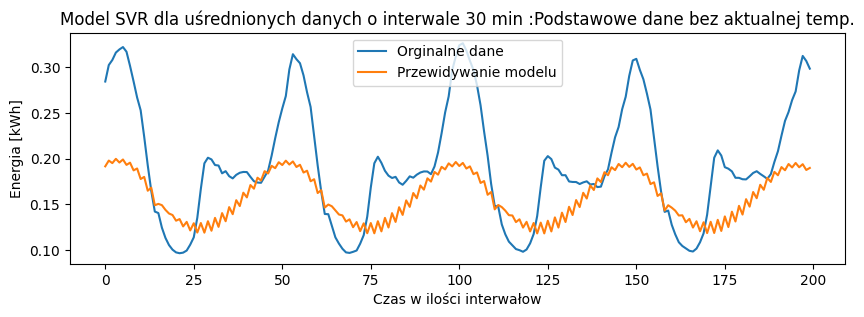 Model SVR dla uśrednionych danych o interwale 30 min :Podstawowe dane bez aktualnej temp.
Orginalne dane
Przewidywanie modelu
Energia [kWh]
0.30
0.25
0.20
0.15
0.10
0
25
50
75
100
125
150
175
200
Czas w ilości interwałow